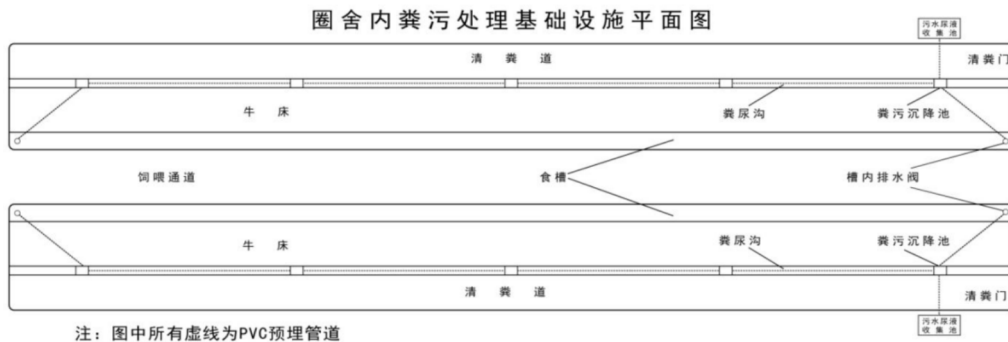 圈舍内粪污处理基础设施平面图
污水尿液
收集池
清粪道
清粪门
牛床
粪尿沟
粪污沉降池
饲喂通道
食槽
槽内排水阀
牛床
粪尿沟
粪污沉降池
清粪道
清粪门
污水尿液
收集池
注：图中所有虚线为PVC预埋管道